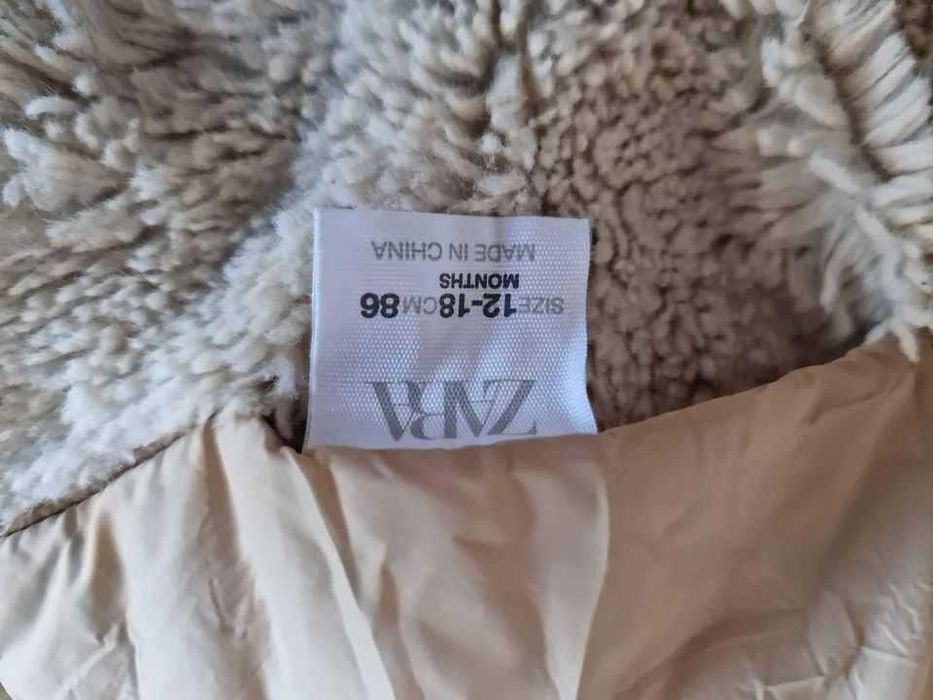 ZARA
SIZE 12-18 CM 86
MONTHS
MADE IN CHINA